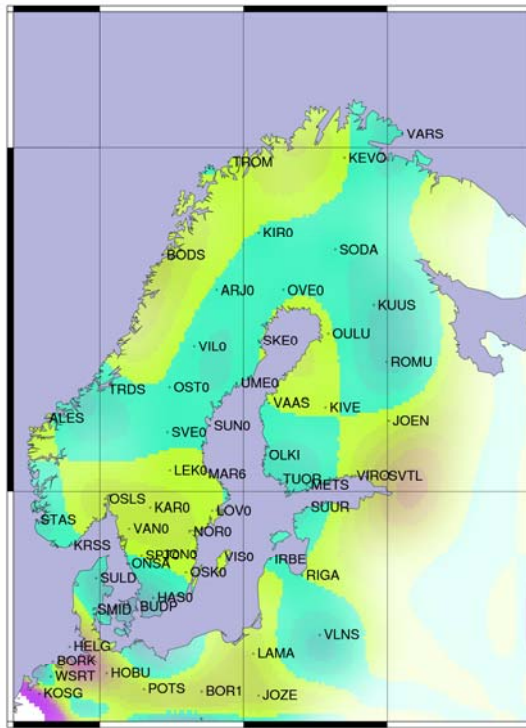 VARS
KEVO
TROM
KIR0
SODA
BODS
ARJ0
OVE0
KUUS
OULU
SKE0
VIL0
ROMU
UME0
TRDS
OST0
VAAS
KIVE
ALES
JOEN
SUN0
SVE0
OLKI
LEK0
MAR6
TUOR
VIRO
SVTL
METS
OSLS
KAR0
LOV0
SUUR
STAS
VAN0
NOR0
KRSS
SPT0
JON0
VIS0
IRBE
ONSA
OSK0
RIGA
SULD
HAS0
SMID
BUDP
VLNS
HELG
LAMA
BORK
HOBU
WSRT
POTS
BOR1
JOZE
KOSG